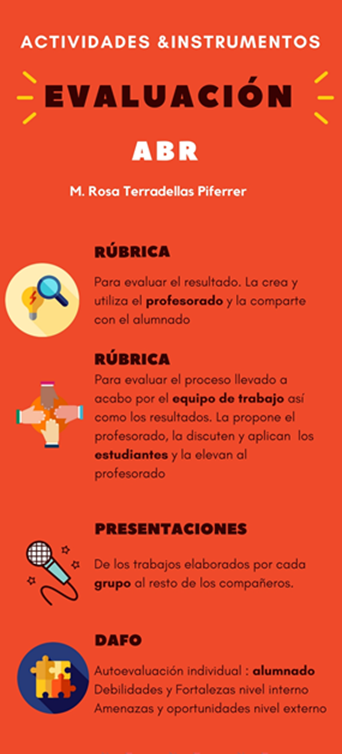 ACTIVIDADES &INSTRUMENTOS
EVALUACIÓN
ABR
M. Rosa Terradellas Piferrer
RÚBRICA
Para evaluar el resultado. La crea y
utiliza el profesorado y la comparte
con el alumnado
RÚBRICA
Para evaluar el proceso llevado a
acabo por el equipo de trabajo así
como los resultados. La propone el
profesorado, la discuten y aplican los
estudiantes y la elevan al
profesorado
PRESENTACIONES
De los trabajos elaborados por cada
grupo al resto de los compañeros.
DAFO
Autoevaluación individual : alumnado
Debilidades y Fortalezas nivel interno
Amenazas y oportunidades nivel externo